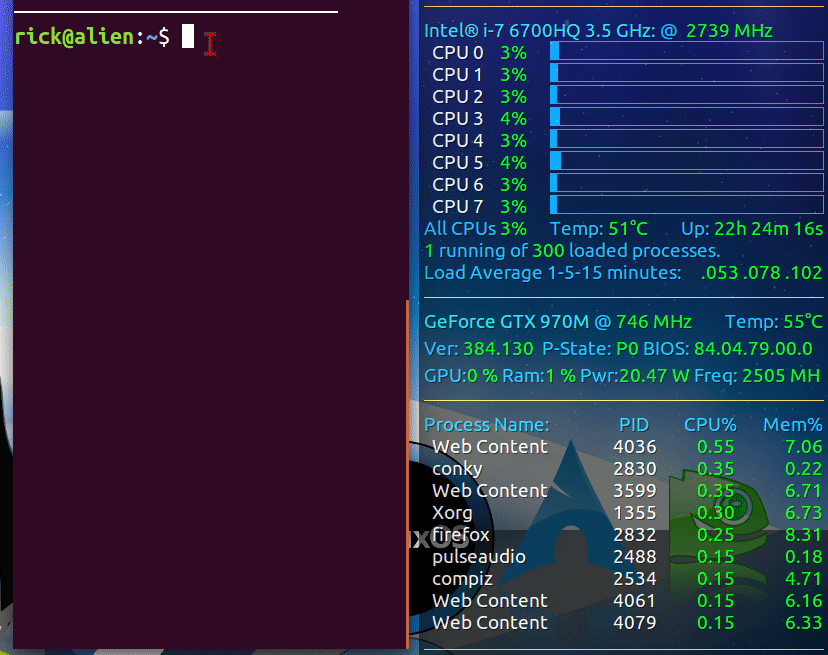 rick@alien:~$
Intel® i-7 6700HQ 3.5 GHz: @ 2739 MHz
CPU 0 3%
CPU 1 3%
CPU 2 3%
CPU 3 4%
CPU 4 3%
CPU 5 4%
CPU 6 3%
CPU 7 3%
All CPUs 3% Temp: 51°C Up: 22h 24m 16s
1 running of 300 loaded processes.
Load Average 1-5-15 minutes: .053 .078 .102
GeForce GTX 970M @ 746 MHz Temp: 55°C
Ver: 384.130 P-State: P0 BIOS: 84.04.79.00.0
GPU:0 % Ram:1 % Pwr:20.47 W Freq: 2505 MH
Process Name: PID CPU% Mem%
Web Content 4036 0.55 7.06
conky 2830 0.35 0.22
Web Content 3599 0.35 6.71
Xorg 1355 0.30 6.73
firefox 2832 0.25 8.31
pulseaudio 2488 0.15 0.18
compiz 2534 0.15 4.71
Web Content 4061 0.15 6.16
Web Content 4079 0.15 6.33